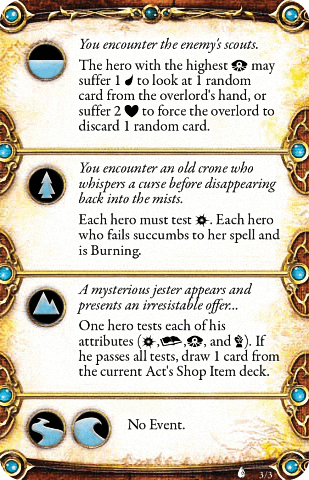 You encounter the enemy's scouts.
The hero with the highest may
suffer 1 to look at 1 random
card from the overlord's hand, or
suffer 2 to force the overlord to
discard 1 random card.
You encounter an old crone who
whispers a curse before disappearing
back into the mists.
Each hero must test . Each hero
who fails succumbs to her spell and
is Burning.
A mysterious jester appears and
presents an irresistable offer...
One hero tests each of his
attributes ( , , , and ). If
he passes all tests, draw 1 card from
the current Act's Shop Item deck.
No Event.
3/3